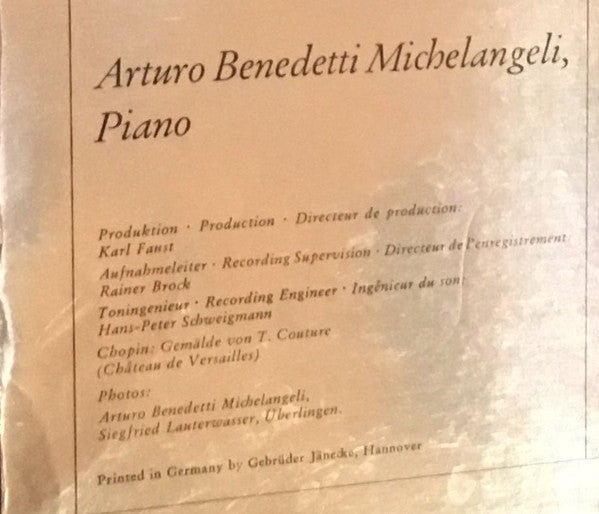 Arturo Benedetti Michelangeli,
Piano
Produktion · Production · Directeur de production:
Karl Faust
Aufnahmeleiter · Recording Supervision · Directeur de l'enregistrement:
Rainer Brock
Toningenieur · Recording Engineer · Ingénieur du son:
Hans-Peter Schweigmann
Chopin: Gemälde von T. Couture
(Château de Versailles)
Photos:
Arturo Benedetti Michelangeli,
Siegfried Lauterwasser, Überlingen.
Printed in Germany by Gebrüder Jänecke, Hannover